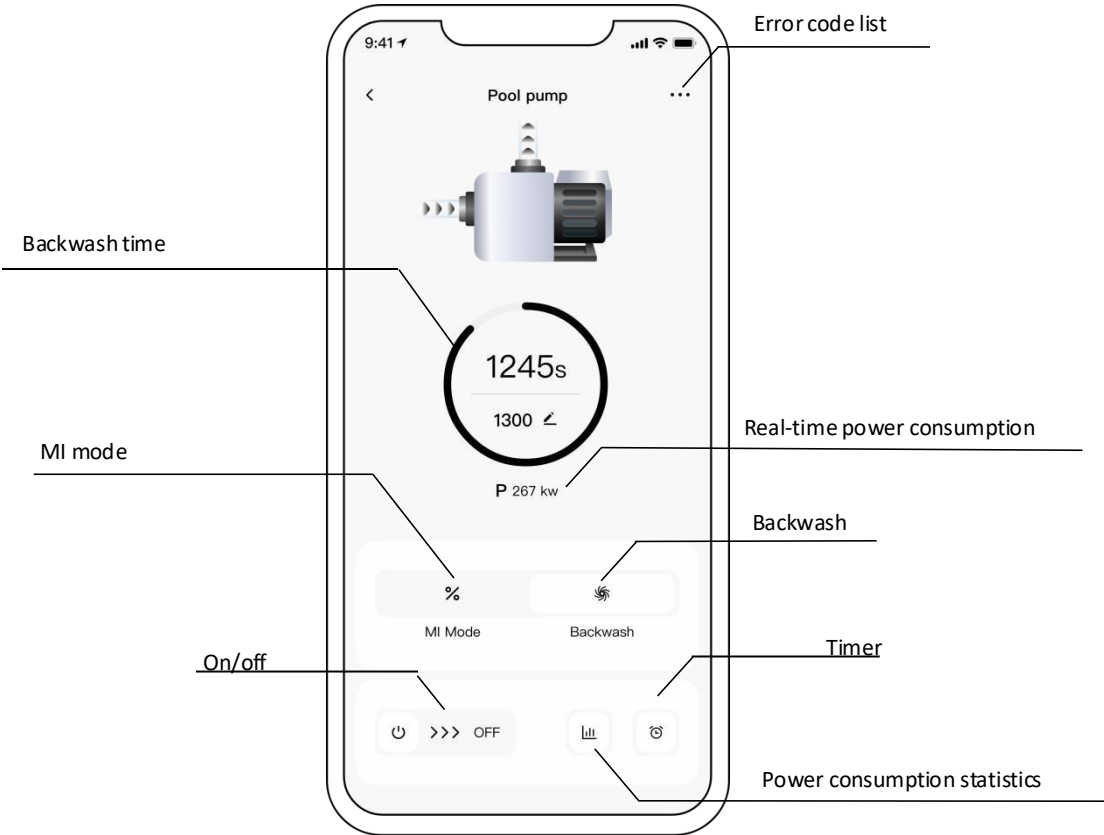 Error code list
9:41
Pool pump
Backwash time
1245s
1300
Real-time power consumption
MI mode
P 267 kw
Backwash
%
MI Mode
Backwash
Timer
On/off
>>> OFF
Power consumption statistics